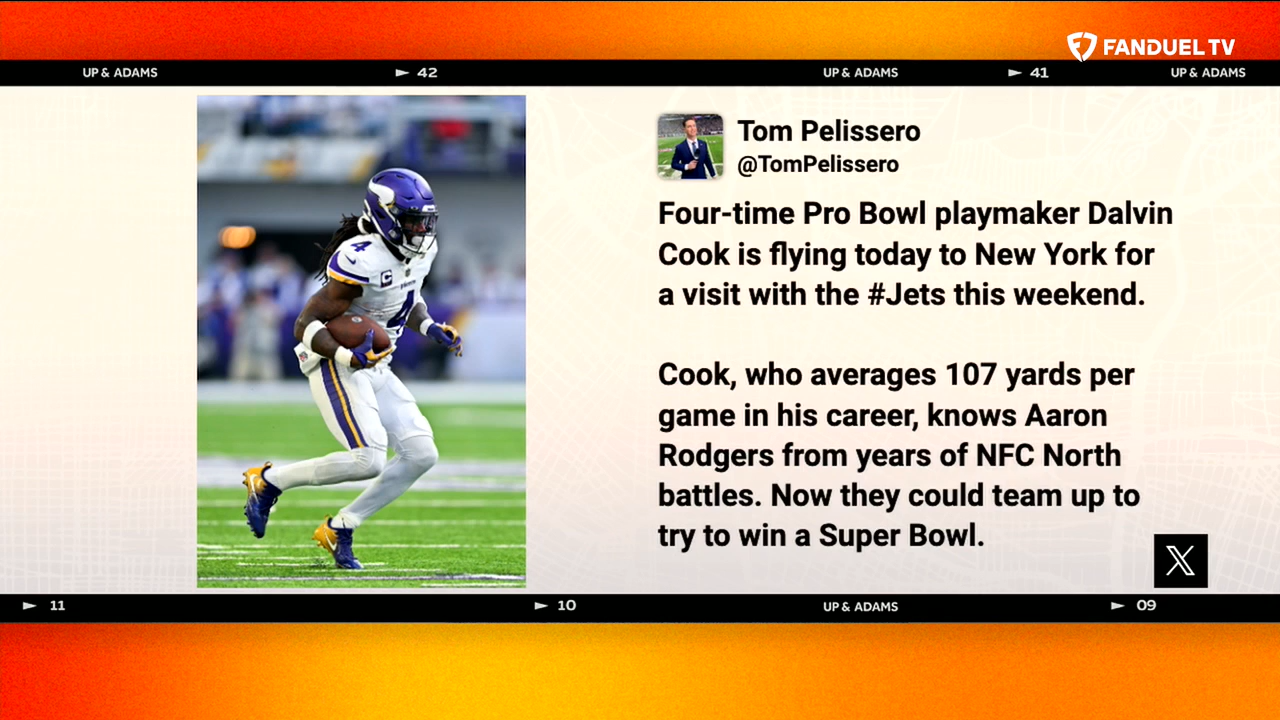 FANDUEL TV
UP & ADAMS 42 UP & ADAMS 41 UP & ADAMS
Tom Pelissero
@TomPelissero
Four-time Pro Bowl playmaker Dalvin
Cook is flying today to New York for
a visit with the #Jets this weekend.
Cook, who averages 107 yards per
game in his career, knows Aaron
Rodgers from years of NFC North
battles. Now they could team up to
try to win a Super Bowl.
4
C
4
X
11 10 UP & ADAMS 09